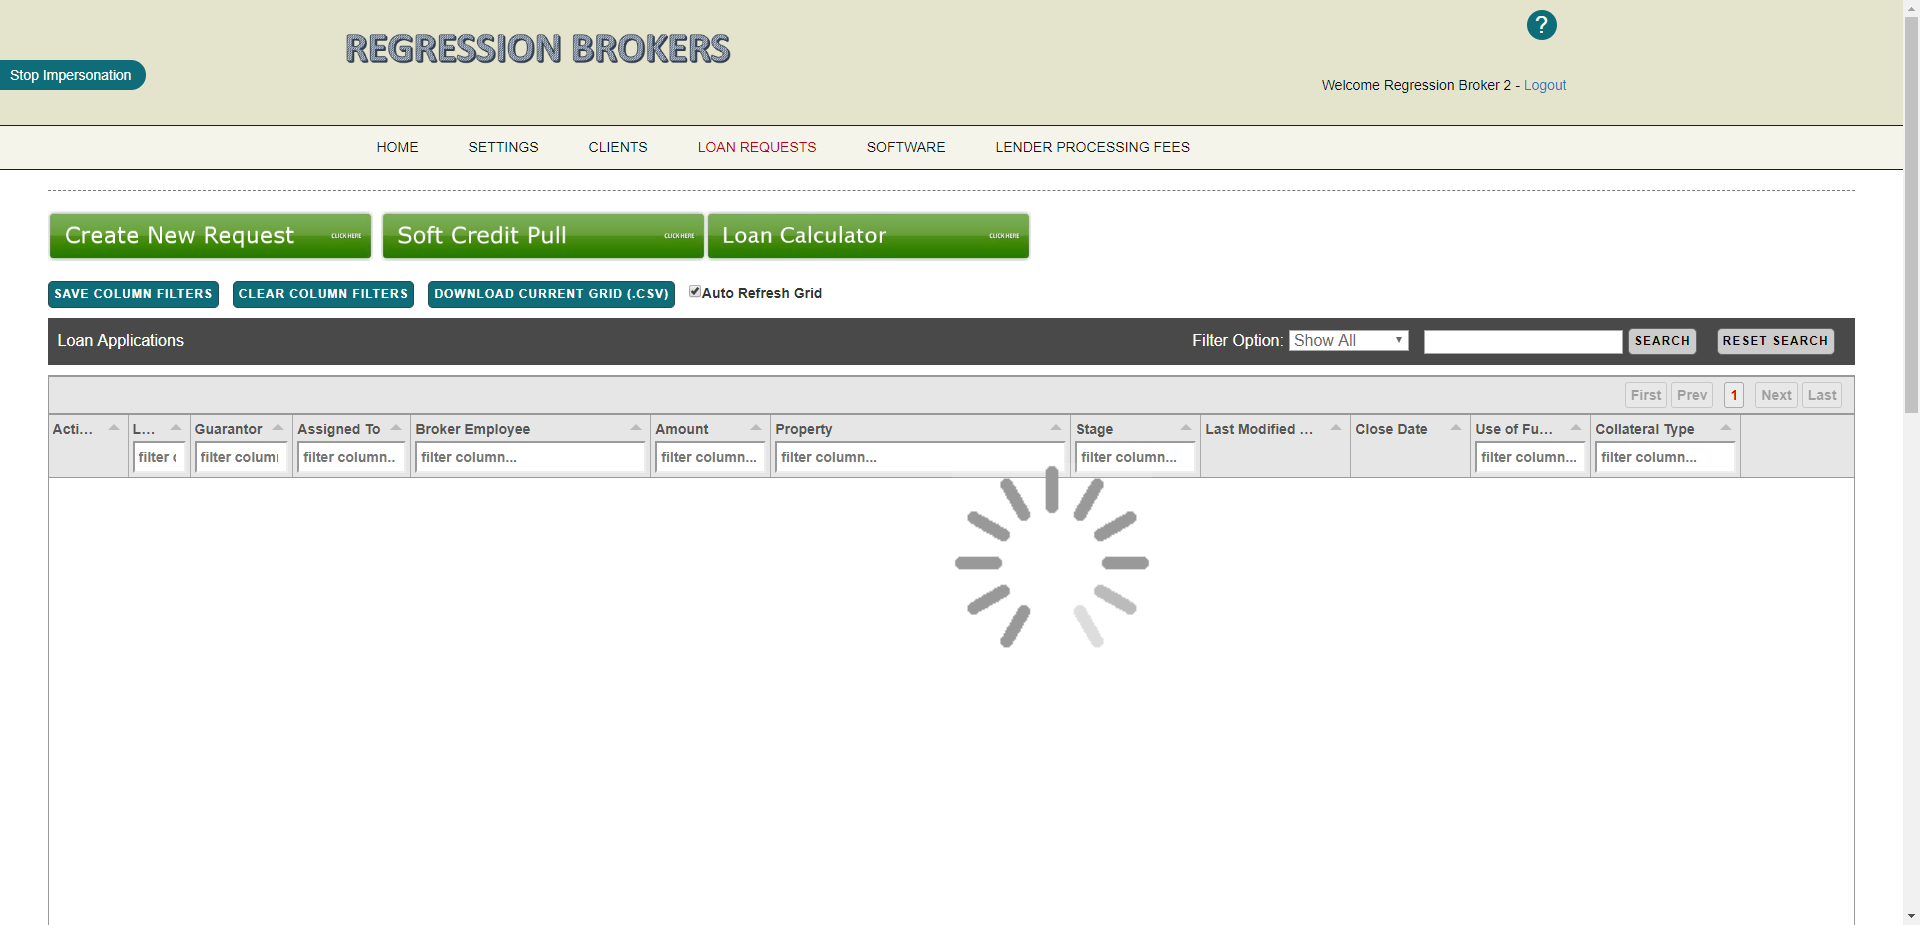 ?
REGRESSION BROKERS
Stop Impersonation
Welcome Regression Broker 2 - Logout
HOME SETTINGS CLIENTS LOAN REQUESTS SOFTWARE LENDER PROCESSING FEES
Create New Request CLICK HERE Soft Credit Pull CLICK HERE Loan Calculator CLICK HERE
SAVE COLUMN FILTERS CLEAR COLUMN FILTERS DOWNLOAD CURRENT GRID (.CSV) Auto Refresh Grid
Loan Applications Filter Option: Show All SEARCH RESET SEARCH
First Prev 1 Next Last
Acti... L... Guarantor Assigned To Broker Employee Amount Property Stage Last Modified ... Close Date Use of Fu... Collateral Type
filter c filter colum filter column.. filter column... filter column... filter column... filter column... filter column... filter column...